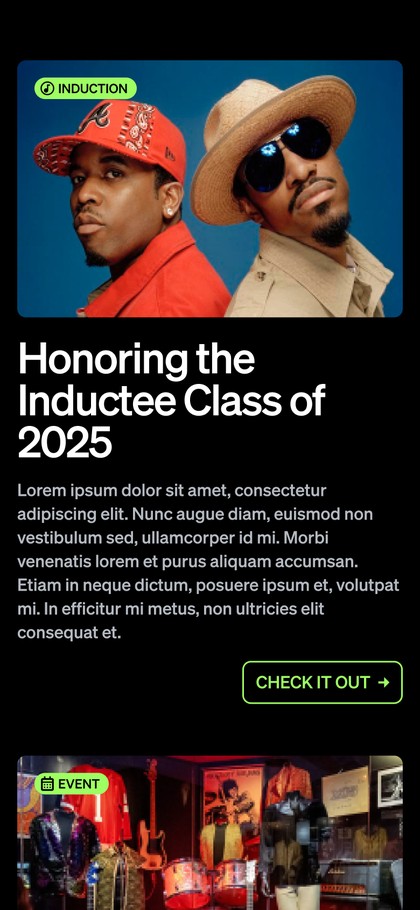 INDUCTION
Honoring the
Inductee Class of
2025
Lorem ipsum dolor sit amet, consectetur
adipiscing elit. Nunc augue diam, euismod non
vestibulum sed, ullamcorper id mi. Morbi
venenatis lorem et purus aliquam accumsan.
Etiam in neque dictum, posuere ipsum et, volutpat
mi. In efficitur mi metus, non ultricies elit
consequat et.
CHECK IT OUT →
EVENT